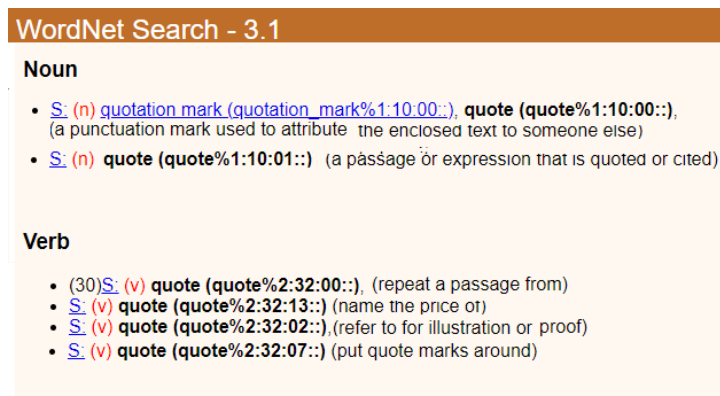 WordNet Search - 3.1
Noun
• S: (n) quotation mark (quotation_mark%1:10:00::), quote (quote%1:10:00::),
(a punctuation mark used to attribute the enclosed text to someone else)
• S: (n) quote (quote%1:10:01::) (a passage or expression that is quoted or cited)
Verb
• (30)S: (v) quote (quote%2:32:00::), (repeat a passage from)
• S: (v) quote (quote%2:32:13::) (name the price of)
• S: (v) quote (quote%2:32:02::),(refer to for illustration or proof)
• S: (v) quote (quote%2:32:07::) (put quote marks around)